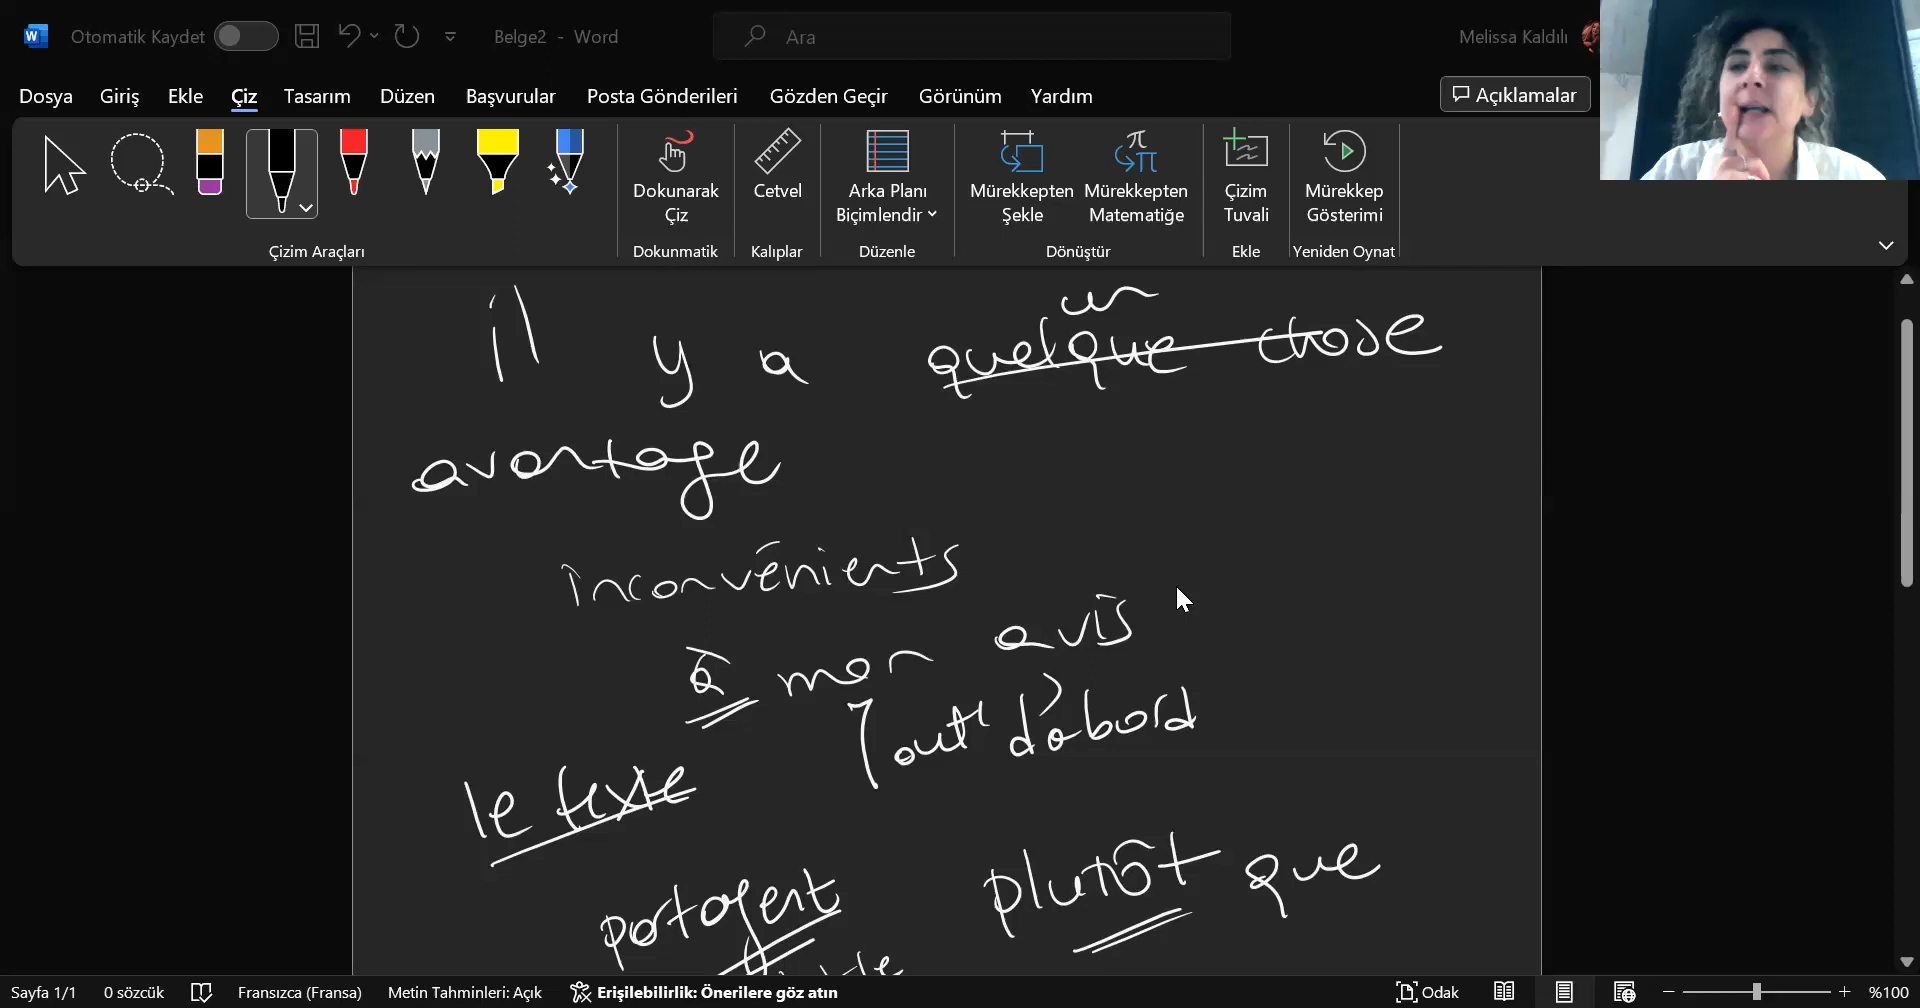 Otomatik Kaydet Belge2 - Word Ara Melissa Kaldılı
Dosya Giriş Ekle Çiz Tasarım Düzen Başvurular Posta Gönderileri Gözden Geçir Görünüm Yardım Açıklamalar
Dokunarak Çiz Cetvel Arka Planı Biçimlendir Mürekkepten Şekle Mürekkepten Matematiğe Çizim Tuvali Mürekkep Gösterimi
Çizim Araçları Dokunmatik Kalıplar Düzenle Dönüştür Ekle Yeniden Oynat
un
il y a quelque chose
avantage
inconvénients
à mon avis
Tout d'abord
le texte
plutôt que
partagent
Sayfa 1/1 0 sözcük Fransızca (Fransa) Metin Tahminleri: Açık Erişilebilirlik: Önerilere göz atın Odak %100